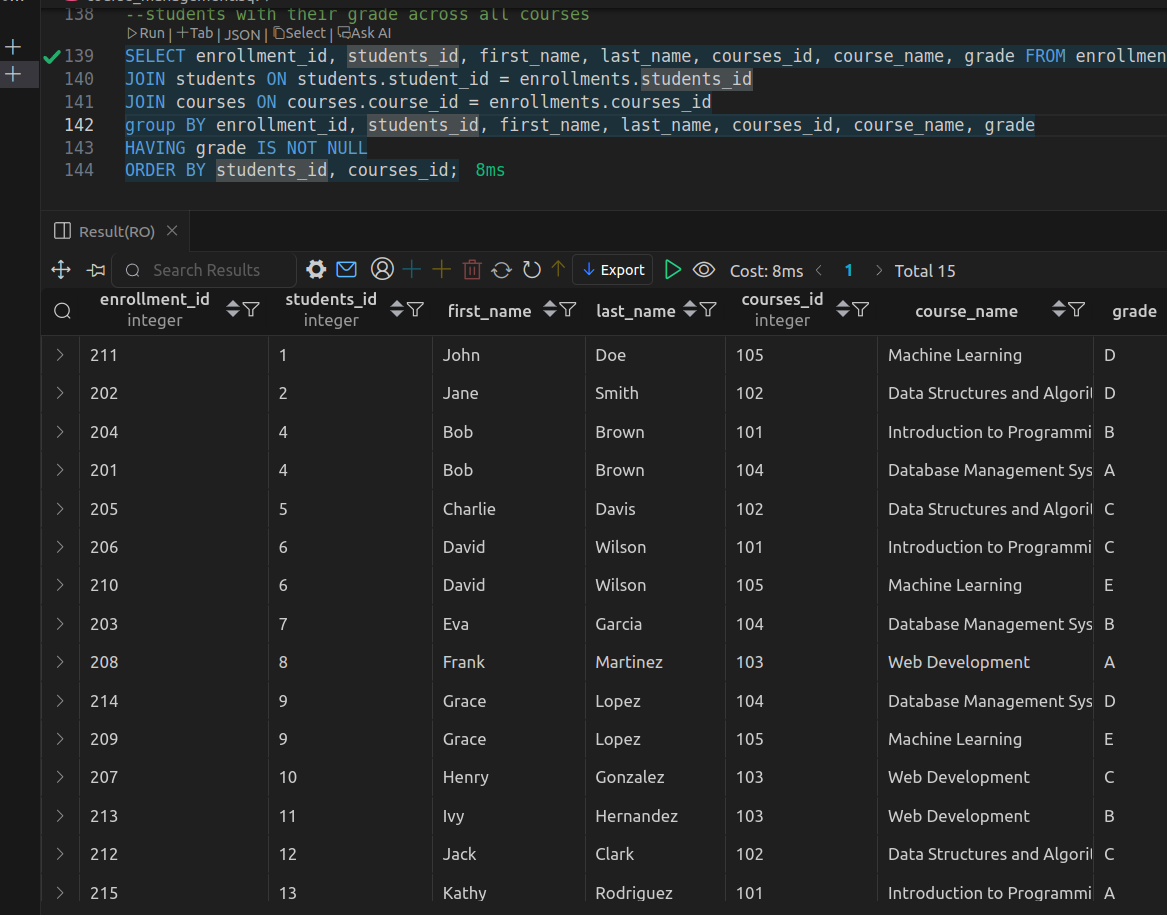 138 --students with their grade across all courses
Run | Tab | JSON | Select | Ask AI
139 SELECT enrollment_id, students_id, first_name, last_name, courses_id, course_name, grade FROM enrollmen
140 JOIN students ON students.student_id = enrollments.students_id
141 JOIN courses ON courses.course_id = enrollments.courses_id
142 group BY enrollment_id, students_id, first_name, last_name, courses_id, course_name, grade
143 HAVING grade IS NOT NULL
144 ORDER BY students_id, courses_id; 8ms
Result(RO)
Search Results Export Cost: 8ms 1 Total 15
enrollment_id students_id first_name last_name courses_id course_name grade
integer integer integer
211 1 John Doe 105 Machine Learning D
202 2 Jane Smith 102 Data Structures and Algorit D
204 4 Bob Brown 101 Introduction to Programmi B
201 4 Bob Brown 104 Database Management Sys A
205 5 Charlie Davis 102 Data Structures and Algorit C
206 6 David Wilson 101 Introduction to Programmi C
210 6 David Wilson 105 Machine Learning E
203 7 Eva Garcia 104 Database Management Sys B
208 8 Frank Martinez 103 Web Development A
214 9 Grace Lopez 104 Database Management Sys D
209 9 Grace Lopez 105 Machine Learning E
207 10 Henry Gonzalez 103 Web Development C
213 11 Ivy Hernandez 103 Web Development B
212 12 Jack Clark 102 Data Structures and Algorit C
215 13 Kathy Rodriguez 101 Introduction to Programmi A